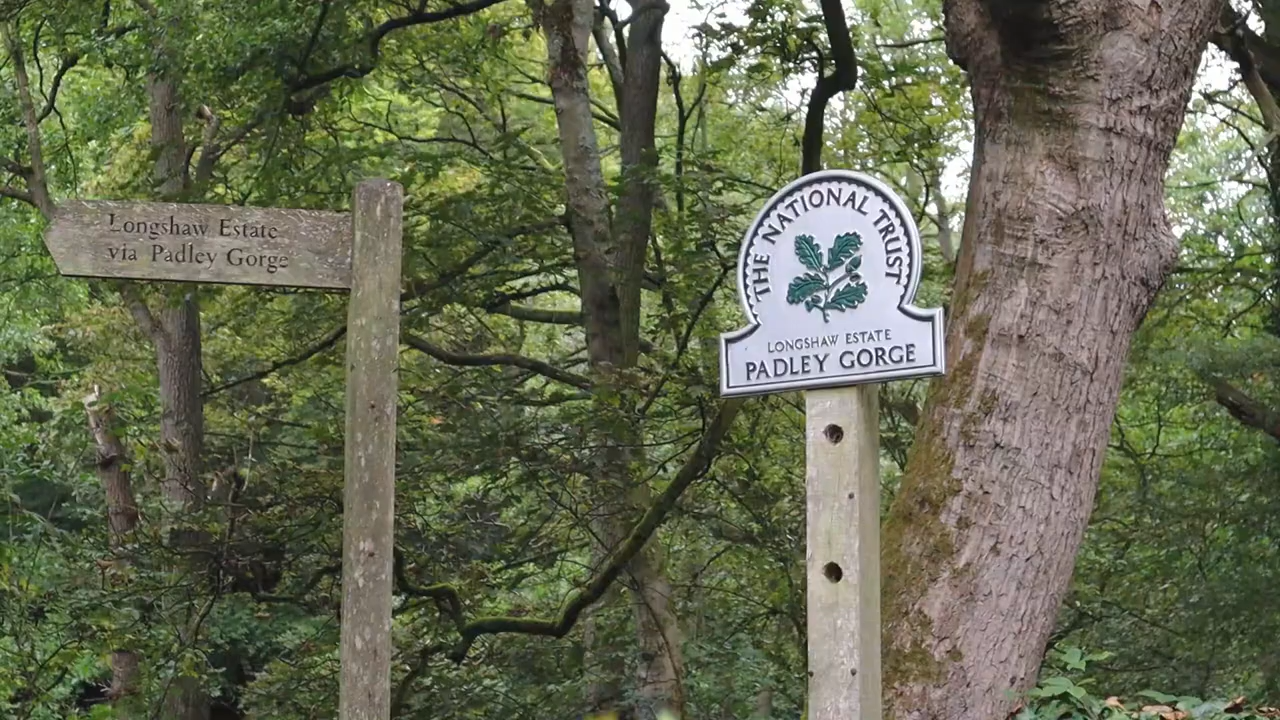 Longshaw Estate
via Padley Gorge
THE NATIONAL TRUST
LONGSHAW ESTATE
PADLEY GORGE